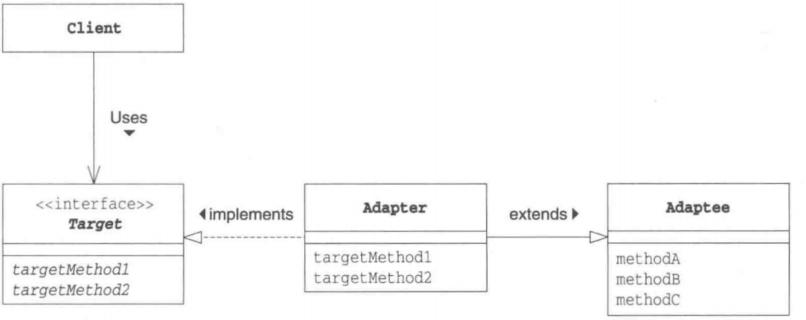 Client
Uses
<<interface>>
Target
targetMethod1
targetMethod2
implements
Adapter
targetMethod1
targetMethod2
extends
Adaptee
methodA
methodB
methodC